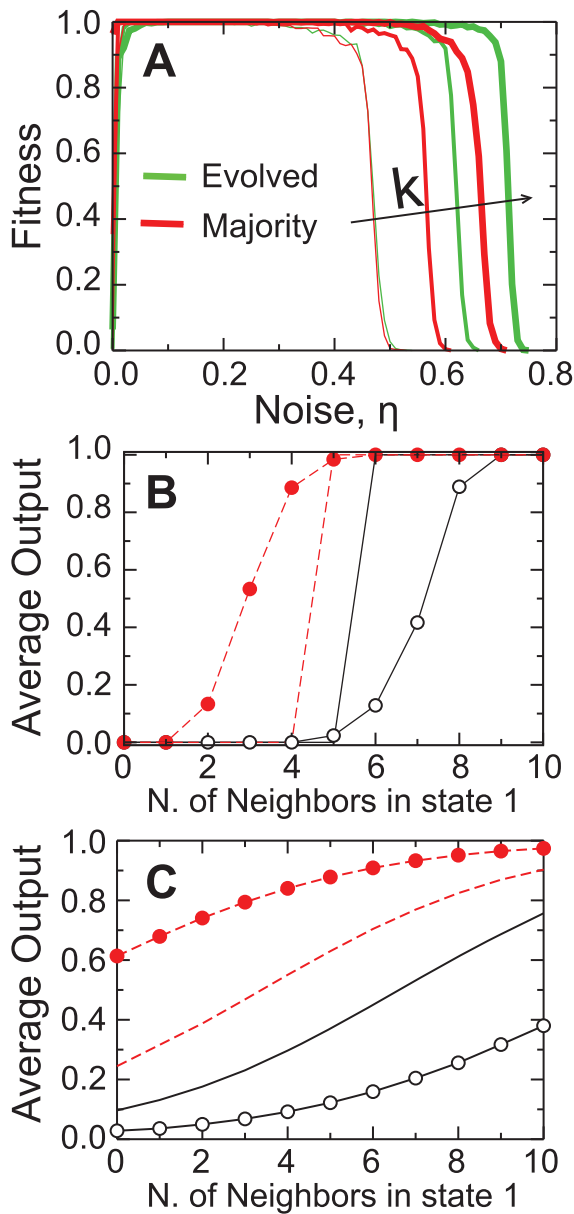 1.0
A
0.8
0.6
Evolved
k
Majority
0.4
0.2
0.0
Fitness
0.0 0.2 0.4 0.6 0.8
Noise, η
1.0
B
0.8
0.6
0.4
0.2
0.0
Average Output
0 2 4 6 8 10
N. of Neighbors in state 1
1.0
C
0.8
0.6
0.4
0.2
0.0
Average Output
0 2 4 6 8 10
N. of Neighbors in state 1